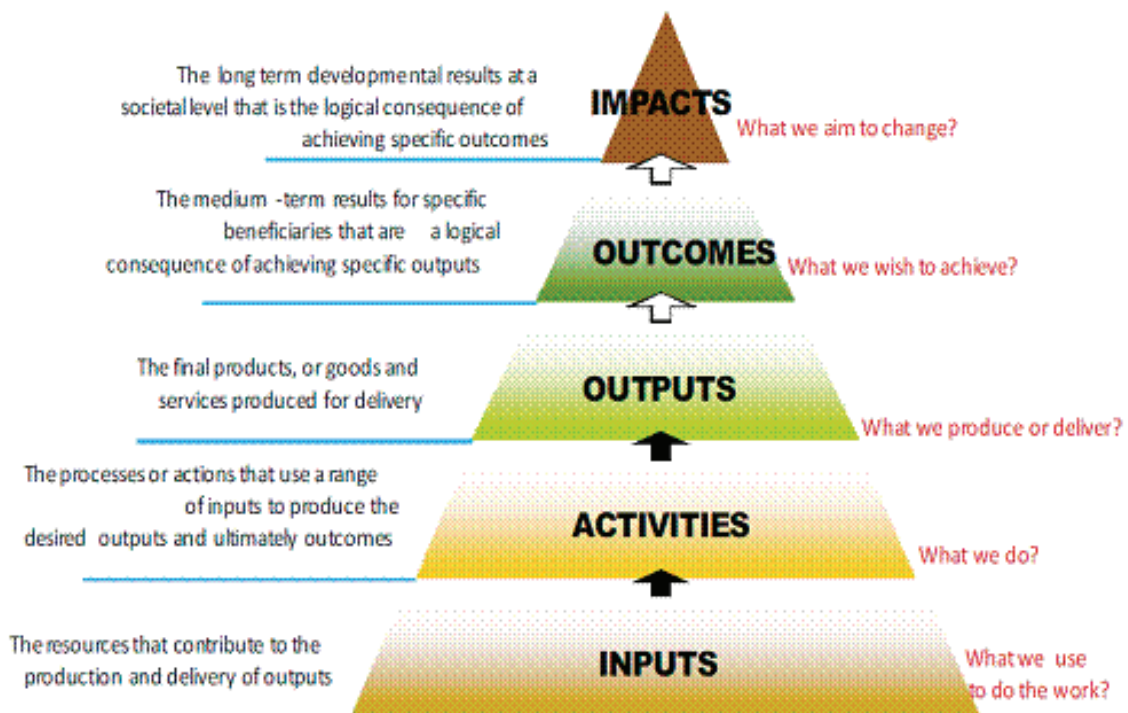 The long term developmental results at a
societal level that is the logical consequence of
achieving specific outcomes
IMPACTS
What we aim to change?
The medium -term results for specific
beneficiaries that are a logical
consequence of achieving specific outputs
OUTCOMES
What we wish to achieve?
The final products, or goods and
services produced for delivery
OUTPUTS
What we produce or deliver?
The processes or actions that use a range
of inputs to produce the
desired outputs and ultimately outcomes
ACTIVITIES
What we do?
The resources that contribute to the
production and delivery of outputs
INPUTS
What we use
to do the work?